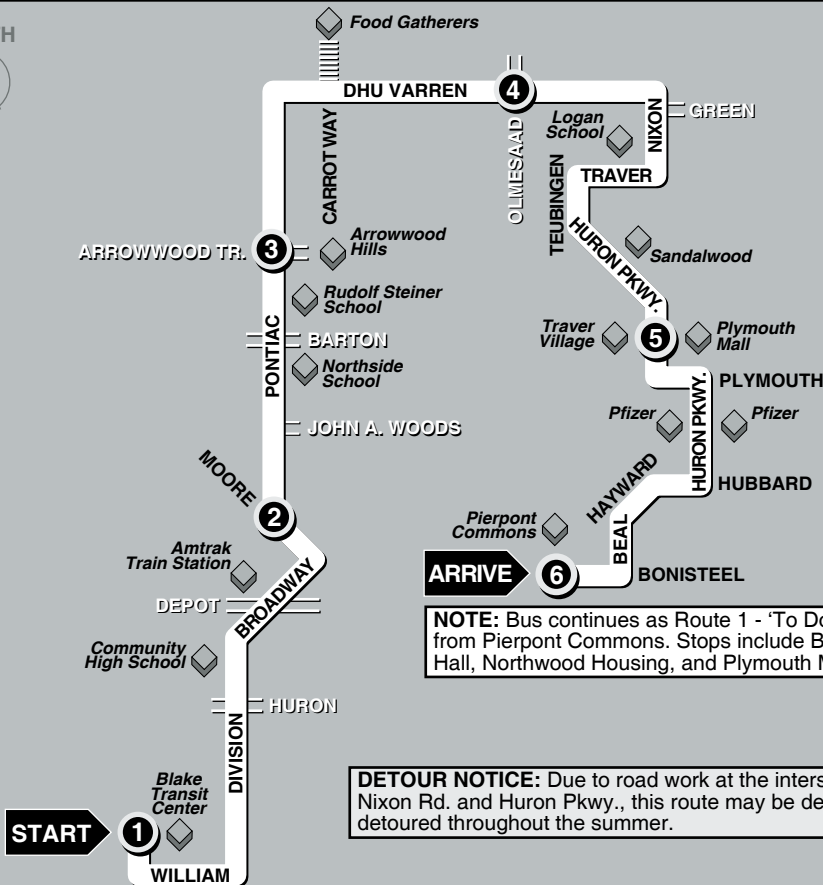 Food Gatherers
DHU VARREN
4
NIXON
GREEN
Logan
School
CARROT WAY
OLMESAAD
TEUBINGEN
TRAVER
ARROWWOOD TR.
3
Arrowwood
Hills
HURON PKWY.
Sandalwood
Rudolf Steiner
School
BARTON
PONTIAC
Northside
School
Traver
Village
5
Plymouth
Mall
PLYMOUTH
JOHN A. WOODS
Pfizer
HURON PKWY.
Pfizer
MOORE
2
HAYWARD
HUBBARD
Pierpont
Commons
BEAL
Amtrak
Train Station
ARRIVE
6
BONISTEEL
DEPOT
BROADWAY
NOTE: Bus continues as Route 1 - ‘To Do
from Pierpont Commons. Stops include B
Hall, Northwood Housing, and Plymouth M
Community
High School
HURON
DIVISION
DETOUR NOTICE: Due to road work at the inters
Nixon Rd. and Huron Pkwy., this route may be de
detoured throughout the summer.
Blake
Transit
Center
START
1
WILLIAM